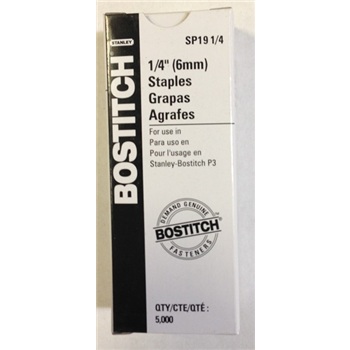 STANLEY
BOSTITCH
SP19 1/4
1/4" (6mm)
Staples
Grapas
Agrafes
For use in
Para uso en
Pour l'usage en
Stanley-Bostitch P3
DEMAND GENUINE
BOSTITCH™
FASTENERS
QTY/CTE/QTÉ :
5,000